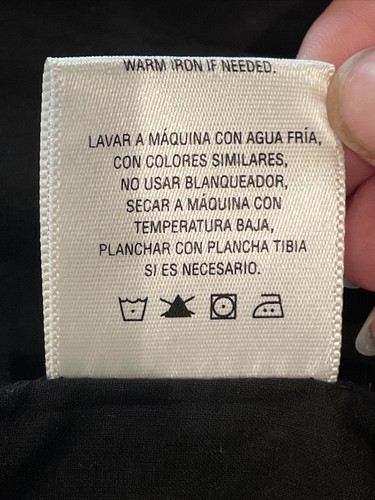 WARM IRON IF NEEDED.
LAVAR A MÁQUINA CON AGUA FRÍA,
CON COLORES SIMILARES,
NO USAR BLANQUEADOR,
SECAR A MÁQUINA CON
TEMPERATURA BAJA,
PLANCHAR CON PLANCHA TIBIA
SI ES NECESARIO.